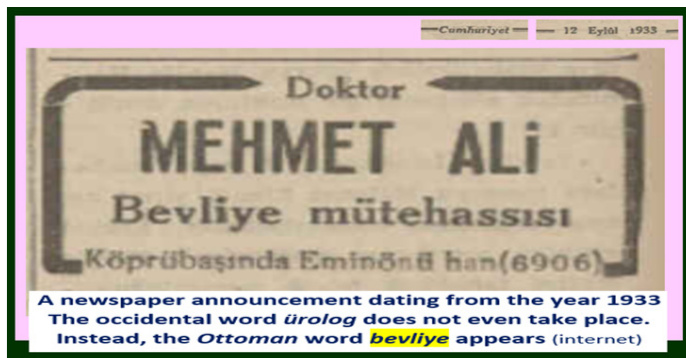 Cumhuriyet
12 Eylûl 1933
Doktor
MEHMET ALi
Bevliye mütehassısı
Köprübaşında Eminönü han(6906)
A newspaper announcement dating from the year 1933
The occidental word ürolog does not even take place.
Instead, the Ottoman word bevliye appears (internet)